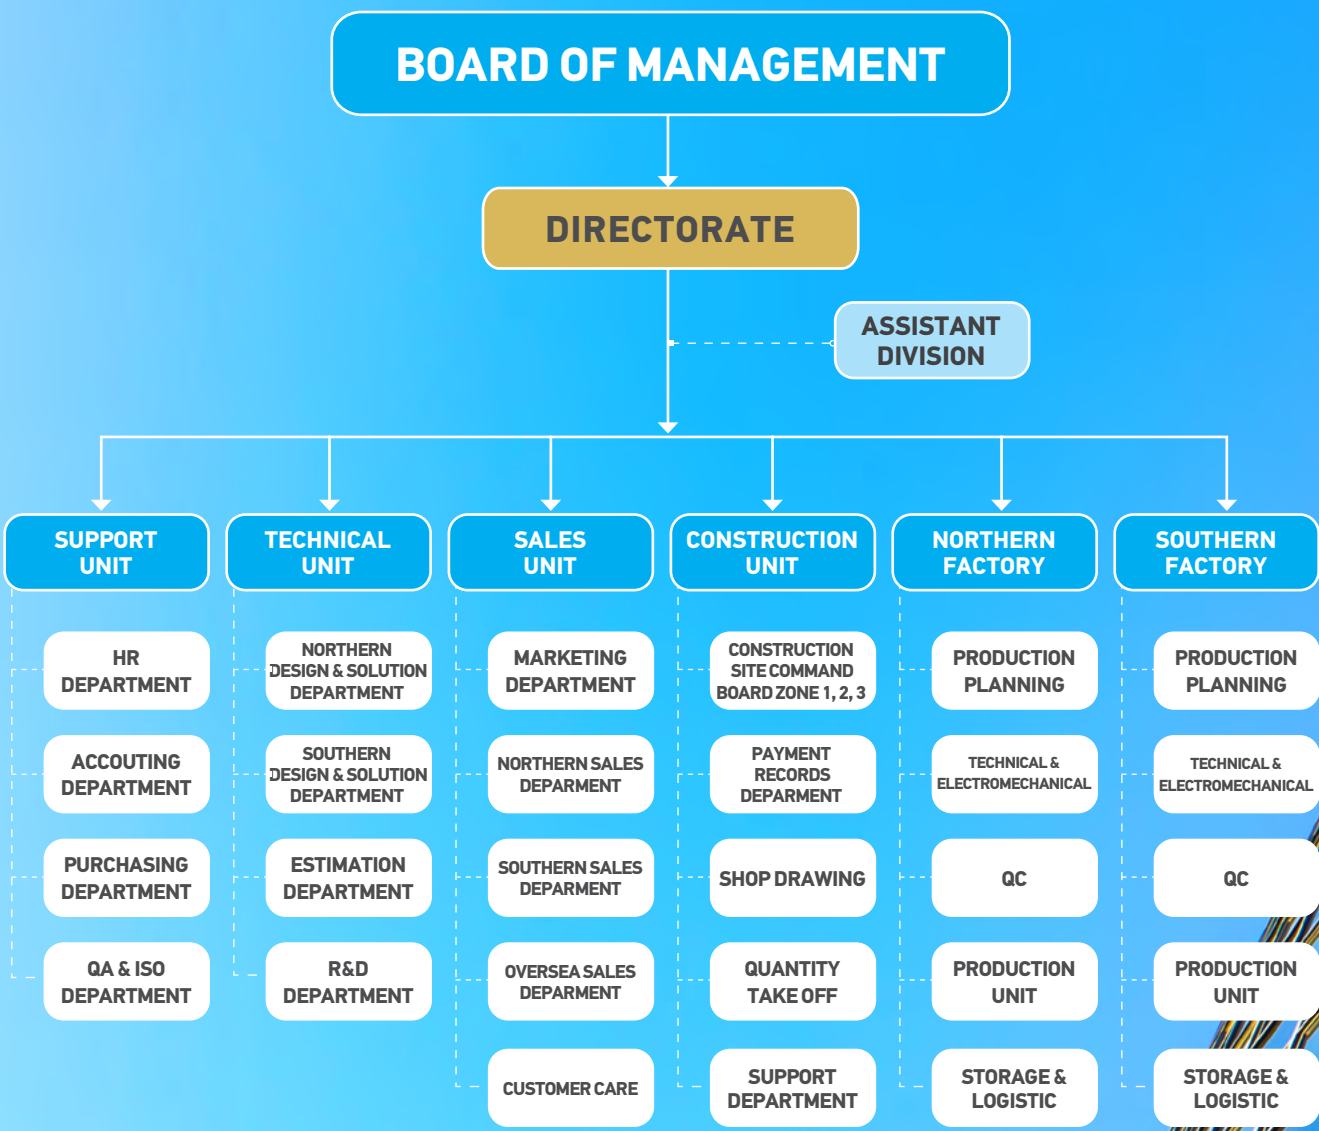 BOARD OF MANAGEMENT
DIRECTORATE
ASSISTANT
DIVISION
SUPPORT
UNIT
HR
DEPARTMENT
ACCOUTING
DEPARTMENT
PURCHASING
DEPARTMENT
QA & ISO
DEPARTMENT
TECHNICAL
UNIT
NORTHERN
DESIGN & SOLUTION
DEPARTMENT
SOUTHERN
DESIGN & SOLUTION
DEPARTMENT
ESTIMATION
DEPARTMENT
R&D
DEPARTMENT
SALES
UNIT
MARKETING
DEPARTMENT
NORTHERN SALES
DEPARMENT
SOUTHERN SALES
DEPARMENT
OVERSEA SALES
DEPARMENT
CUSTOMER CARE
CONSTRUCTION
UNIT
CONSTRUCTION
SITE COMMAND
BOARD ZONE 1, 2, 3
PAYMENT
RECORDS
DEPARMENT
SHOP DRAWING
QUANTITY
TAKE OFF
SUPPORT
DEPARTMENT
NORTHERN
FACTORY
PRODUCTION
PLANNING
TECHNICAL &
ELECTROMECHANICAL
QC
PRODUCTION
UNIT
STORAGE &
LOGISTIC
SOUTHERN
FACTORY
PRODUCTION
PLANNING
TECHNICAL &
ELECTROMECHANICAL
QC
PRODUCTION
UNIT
STORAGE &
LOGISTIC